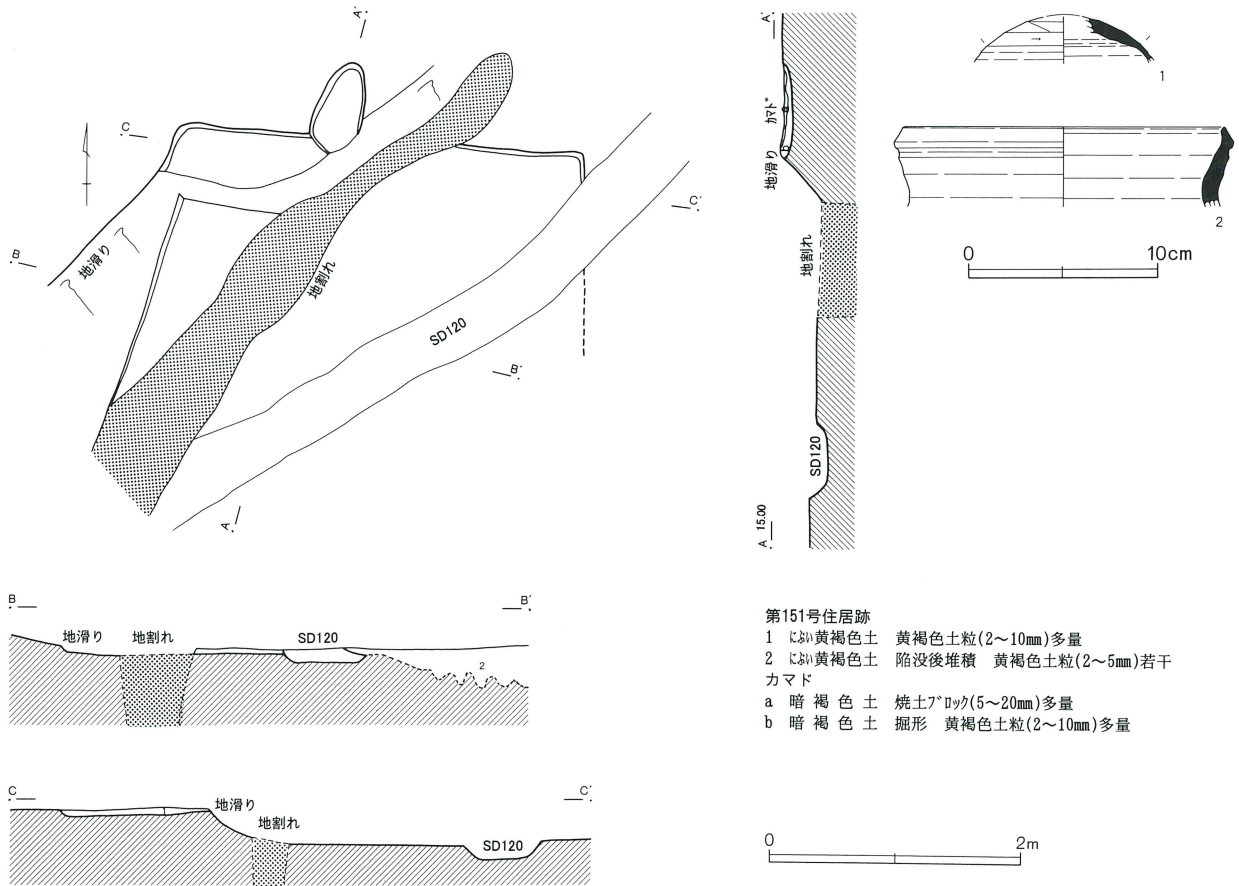 A'
C
B
地滑り
地割れ
C'
SD120
B'
A
A'
カマド
地滑り
地割れ
SD120
A 15.00
1
2
0 10cm
B B'
地滑り 地割れ SD120
2
C C'
地滑り
地割れ
SD120
第151号住居跡
1 にぶい黄褐色土 黄褐色土粒(2〜10mm)多量
2 にぶい黄褐色土 陥没後堆積 黄褐色土粒(2〜5mm)若干
カマド
a 暗褐色土 焼土ブロック(5〜20mm)多量
b 暗褐色土 掘形 黄褐色土粒(2〜10mm)多量
0 2m